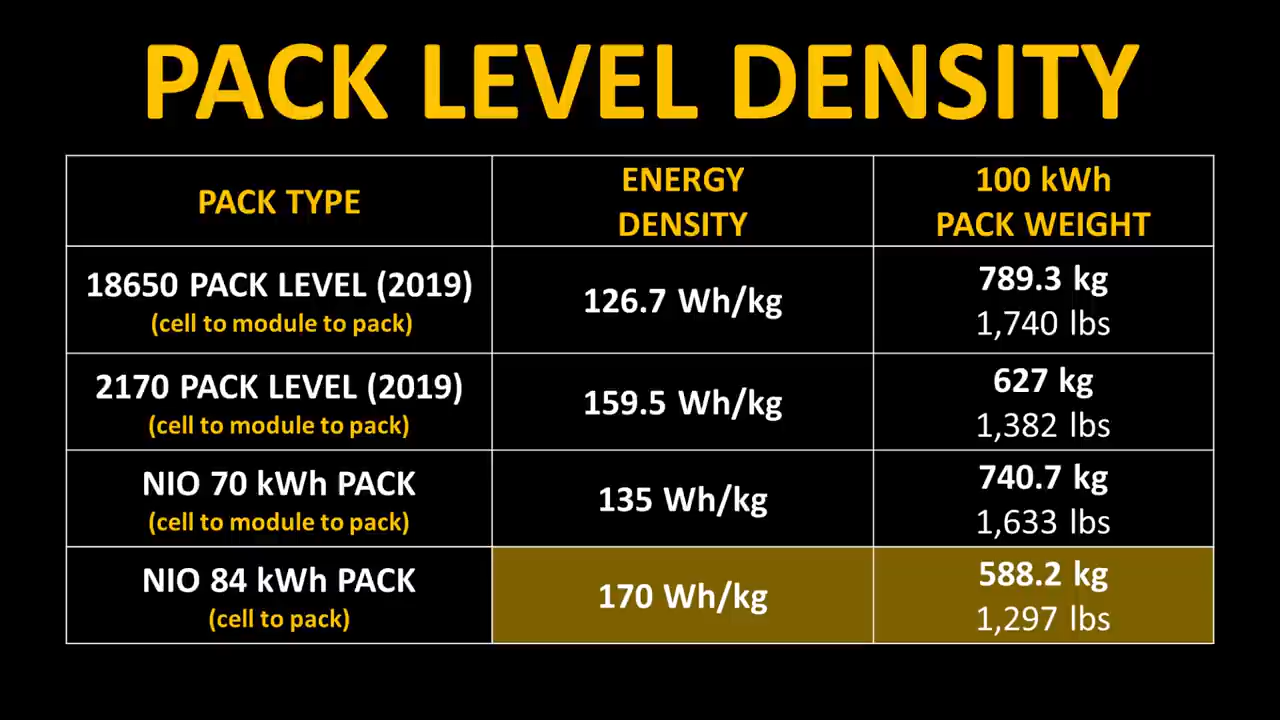 PACK LEVEL DENSITY
PACK TYPE
ENERGY
DENSITY
100 kWh
PACK WEIGHT
18650 PACK LEVEL (2019)
(cell to module to pack)
126.7 Wh/kg
789.3 kg
1,740 lbs
2170 PACK LEVEL (2019)
(cell to module to pack)
159.5 Wh/kg
627 kg
1,382 lbs
NIO 70 kWh PACK
(cell to module to pack)
135 Wh/kg
740.7 kg
1,633 lbs
NIO 84 kWh PACK
(cell to pack)
170 Wh/kg
588.2 kg
1,297 lbs